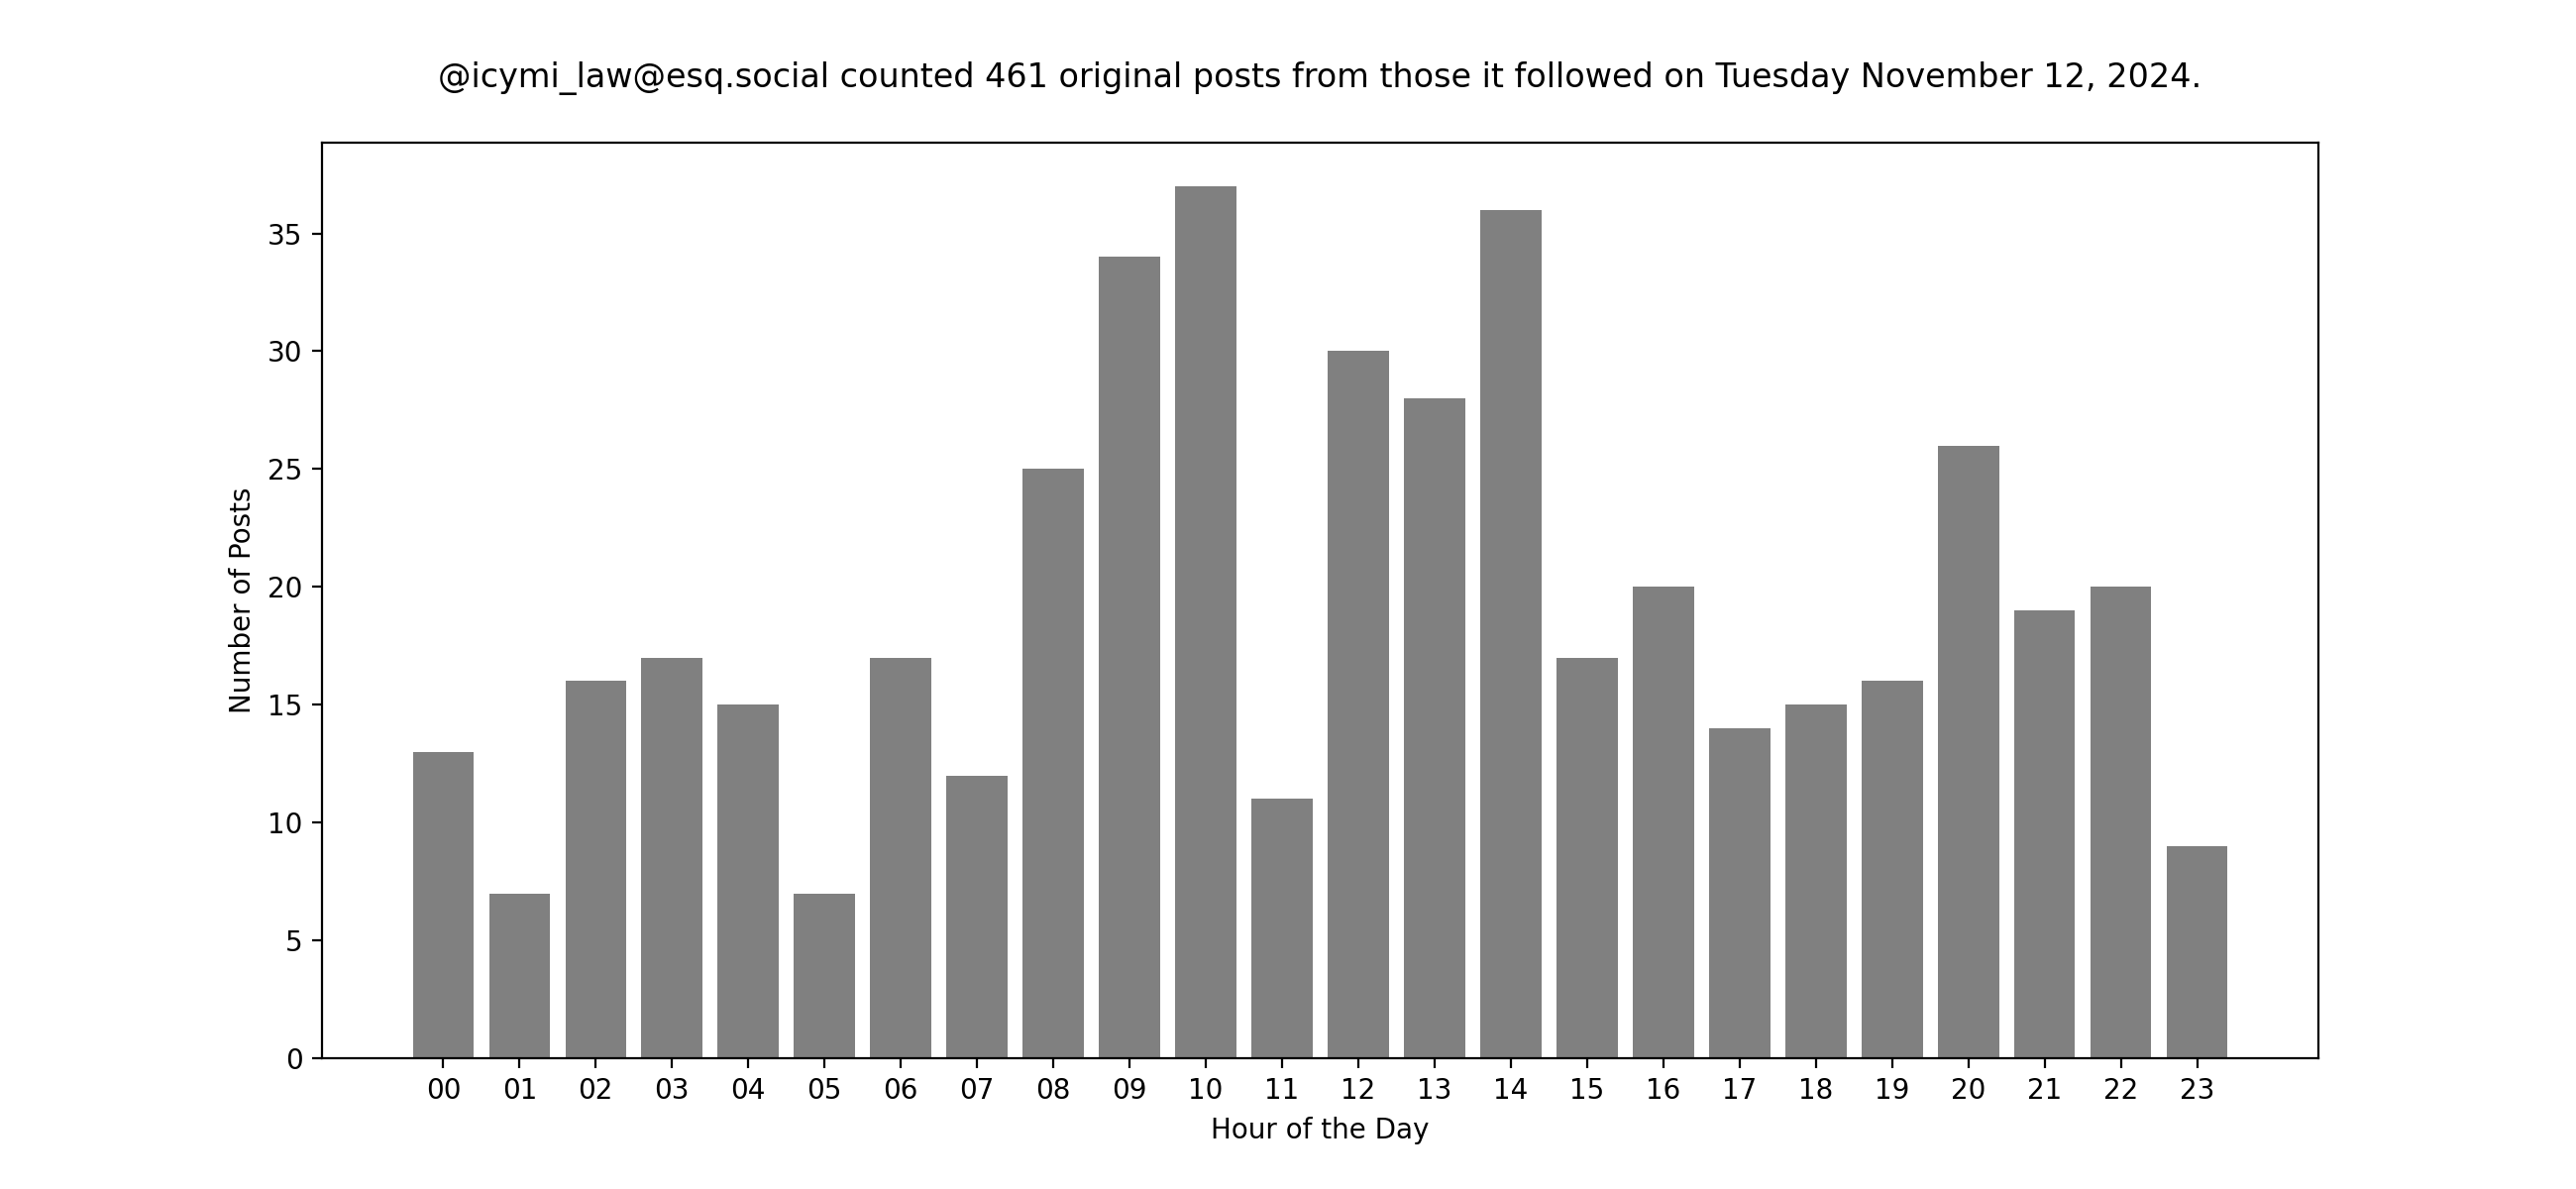 @icymi_law@esq.social counted 461 original posts from those it followed on Tuesday November 12, 2024.
Number of Posts
35
30
25
20
15
10
5
0
00 01 02 03 04 05 06 07 08 09 10 11 12 13 14 15 16 17 18 19 20 21 22 23
Hour of the Day